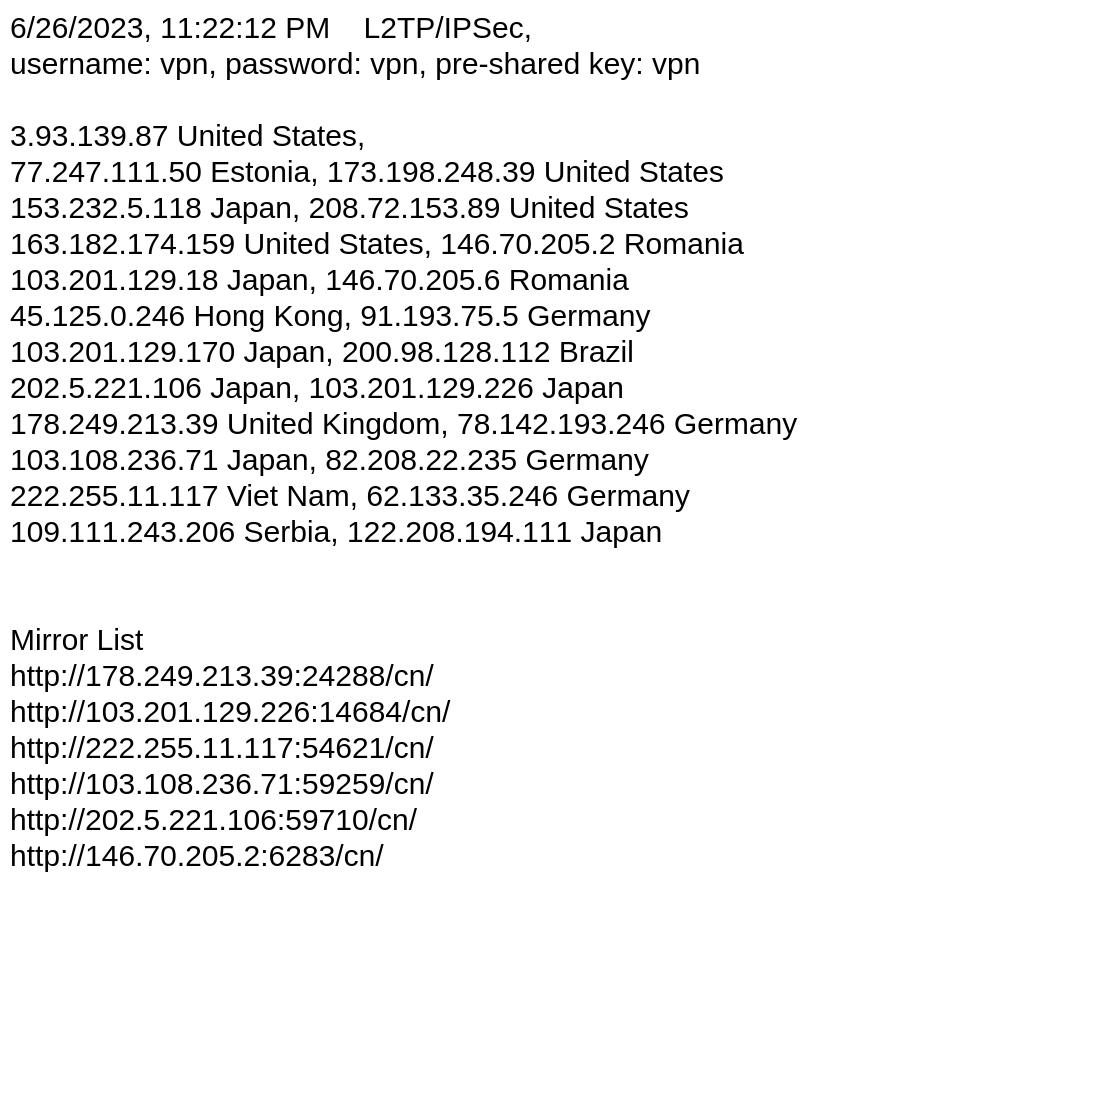 6/26/2023, 11:22:12 PM    L2TP/IPSec,
username: vpn, password: vpn, pre-shared key: vpn
3.93.139.87 United States,
77.247.111.50 Estonia, 173.198.248.39 United States
153.232.5.118 Japan, 208.72.153.89 United States
163.182.174.159 United States, 146.70.205.2 Romania
103.201.129.18 Japan, 146.70.205.6 Romania
45.125.0.246 Hong Kong, 91.193.75.5 Germany
103.201.129.170 Japan, 200.98.128.112 Brazil
202.5.221.106 Japan, 103.201.129.226 Japan
178.249.213.39 United Kingdom, 78.142.193.246 Germany
103.108.236.71 Japan, 82.208.22.235 Germany
222.255.11.117 Viet Nam, 62.133.35.246 Germany
109.111.243.206 Serbia, 122.208.194.111 Japan
Mirror List
http://178.249.213.39:24288/cn/
http://103.201.129.226:14684/cn/
http://222.255.11.117:54621/cn/
http://103.108.236.71:59259/cn/
http://202.5.221.106:59710/cn/
http://146.70.205.2:6283/cn/